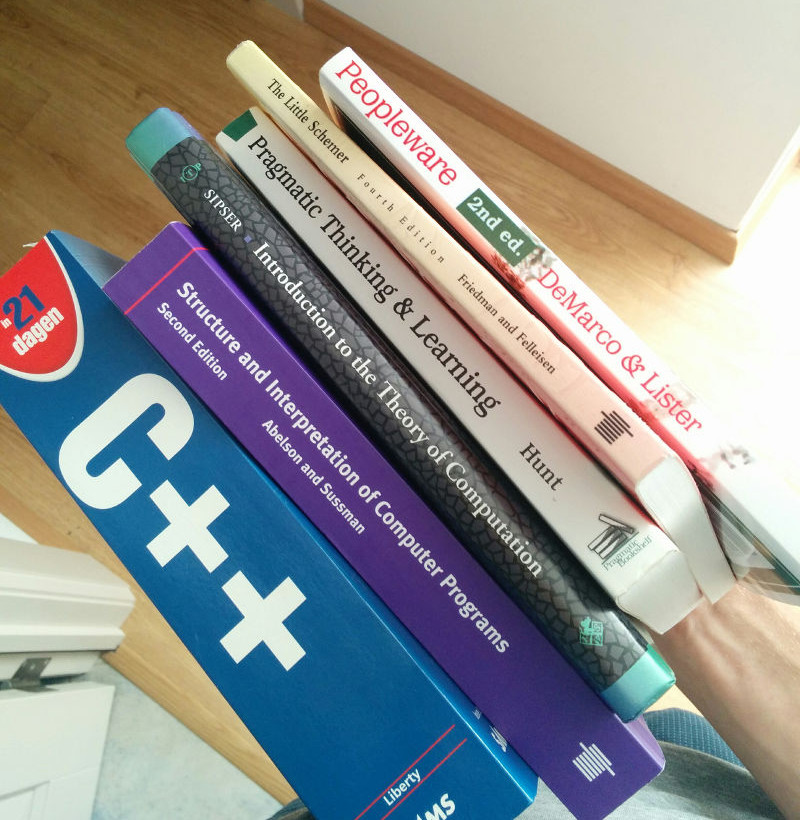 Peopleware
2nd ed.
DeMarco & Lister
The Little Schemer
Fourth Edition
Friedman and Felleisen
Pragmatic Thinking & Learning
Hunt
Pragmatic
Bookshelf
SIPSER
Introduction to the Theory of Computation
Structure and Interpretation of Computer Programs
Second Edition
Abelson and Sussman
in 21
dagen
C++
Liberty